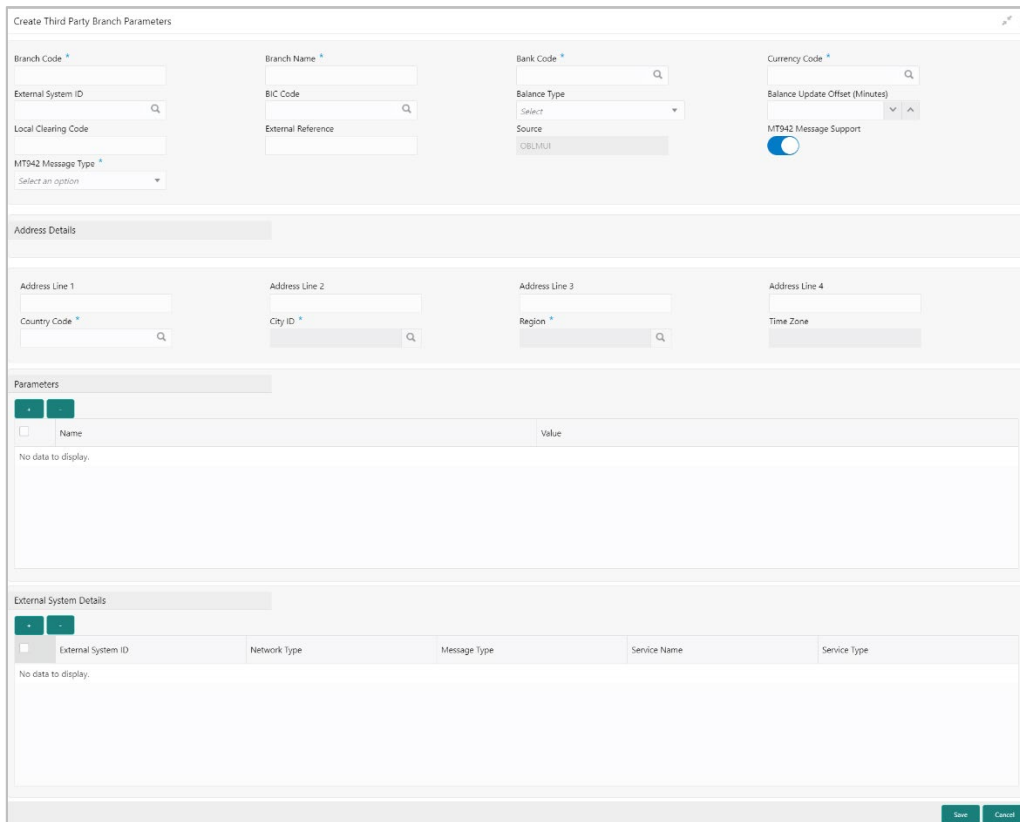 Create Third Party Branch Parameters
Branch Code * Branch Name * Bank Code * Currency Code *
External System ID BIC Code Balance Type Balance Update Offset (Minutes)
Select
Local Clearing Code External Reference Source MT942 Message Support
OBLMUI
MT942 Message Type *
Select an option
Address Details
Address Line 1 Address Line 2 Address Line 3 Address Line 4
Country Code * City ID * Region * Time Zone
Parameters
+ -
Name Value
No data to display.
External System Details
+ -
External System ID Network Type Message Type Service Name Service Type
No data to display.
Save Cancel